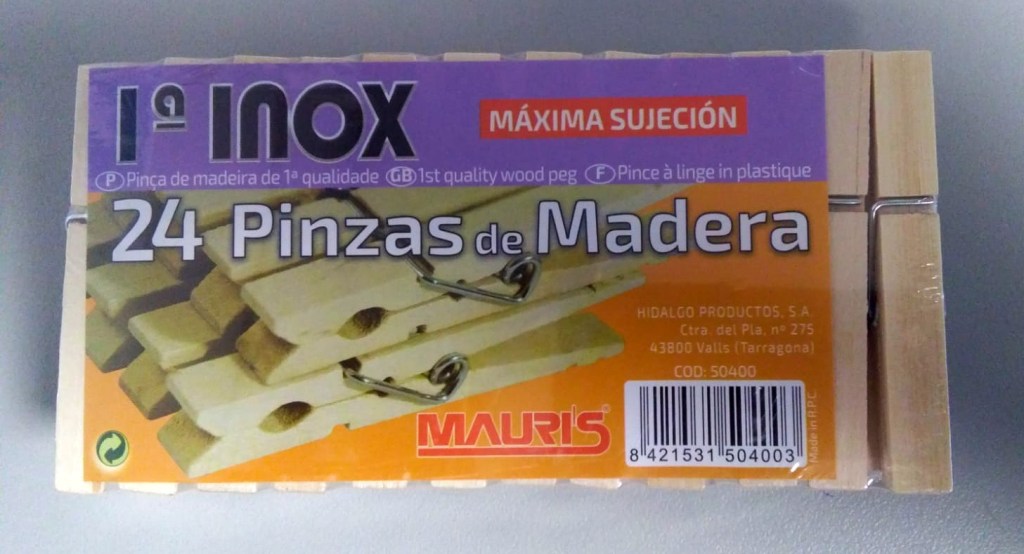 1ª INOX
MÁXIMA SUJECIÓN
P Pinça de madeira de 1ª qualidade GB 1st quality wood peg F Pince à linge in plastique
24 Pinzas de Madera
HIDALGO PRODUCTOS, S.A.
Ctra. del Pla, nº 275
43800 Valls (Tarragona)
COD: 50400
MAURIS®
8 421531 504003
Made in R.P.C.